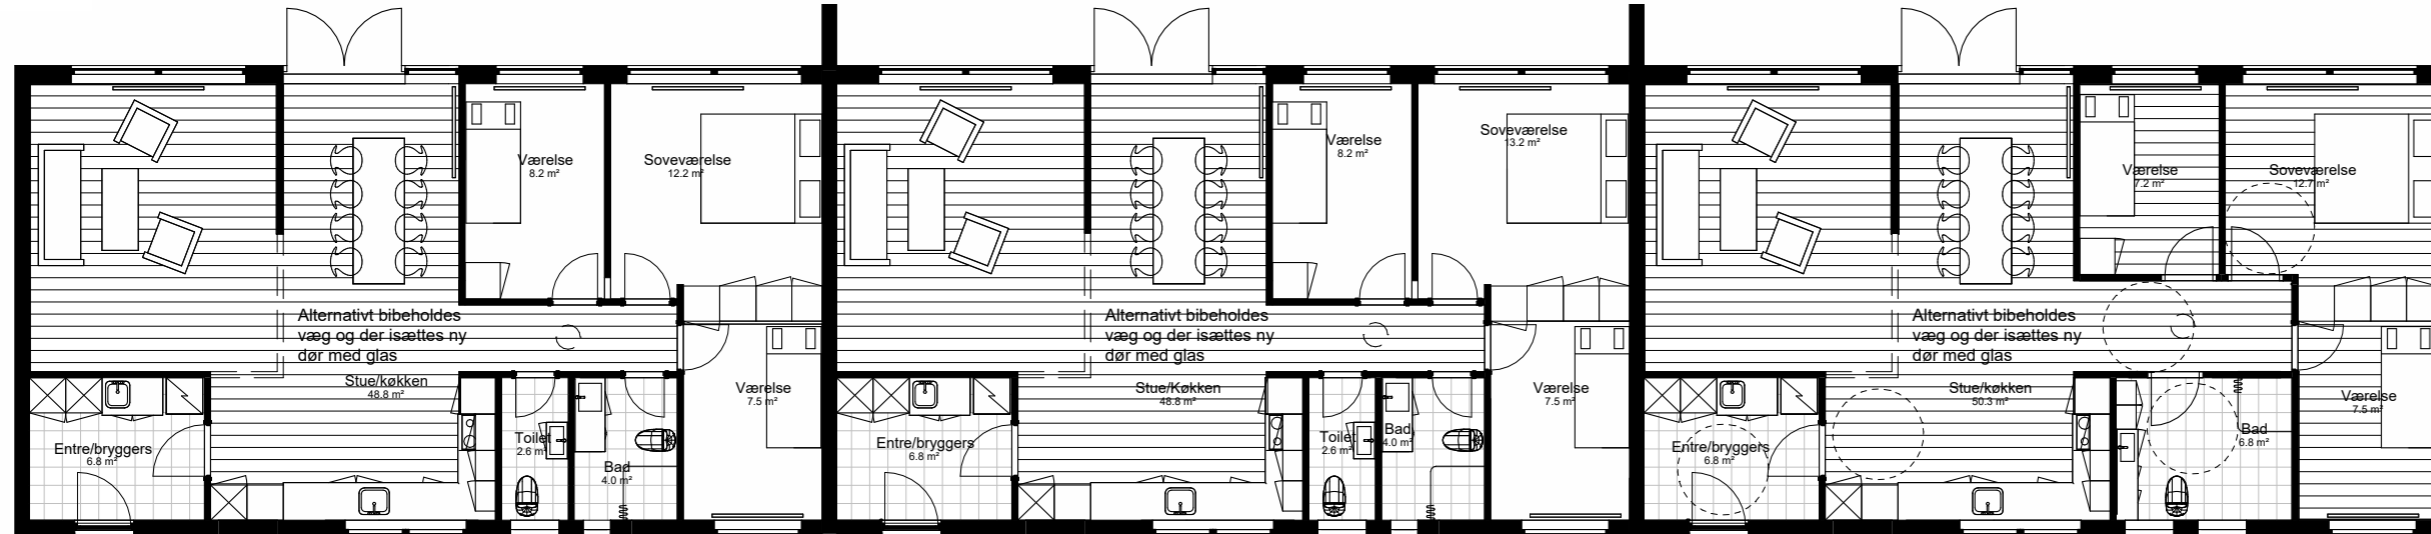 Værelse
8.2 m²
Soveværelse
12.2 m²
Alternativt bibeholdes
væg og der isættes ny
dør med glas
Stue/køkken
48.8 m²
Værelse
7.5 m²
Entre/bryggers
6.8 m²
Toilet
2.6 m²
Bad
4.0 m²
Værelse
8.2 m²
Soveværelse
13.2 m²
Alternativt bibeholdes
væg og der isættes ny
dør med glas
Stue/Køkken
48.8 m²
Værelse
7.5 m²
Entre/bryggers
6.8 m²
Toilet
2.6 m²
Bad
4.0 m²
Værelse
7.2 m²
Soveværelse
12.7 m²
Alternativt bibeholdes
væg og der isættes ny
dør med glas
Stue/køkken
50.3 m²
Værelse
7.5 m²
Entre/bryggers
6.8 m²
Bad
6.8 m²